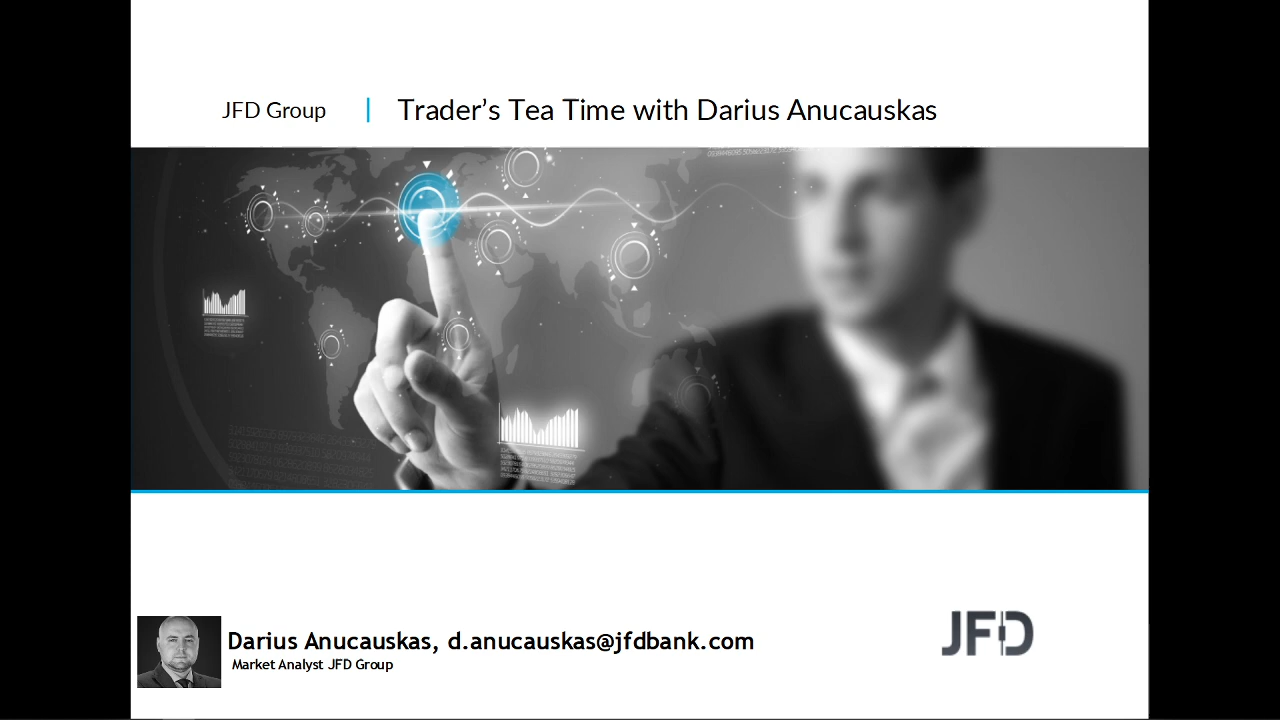 JFD Group
Trader's Tea Time with Darius Anucauskas
Darius Anucauskas, d.anucauskas@jfdbank.com
Market Analyst JFD Group
JFD